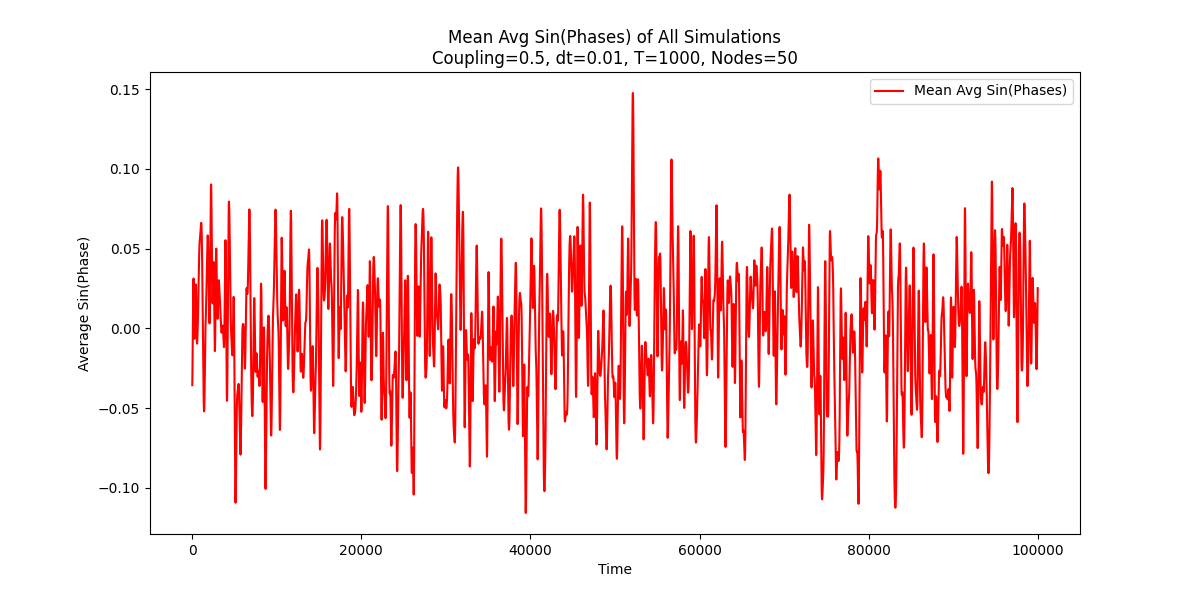 Mean Avg Sin(Phases) of All Simulations
Coupling=0.5, dt=0.01, T=1000, Nodes=50
Mean Avg Sin(Phases)
0.15
0.10
0.05
0.00
−0.05
−0.10
Average Sin(Phase)
0
20000
40000
60000
80000
100000
Time